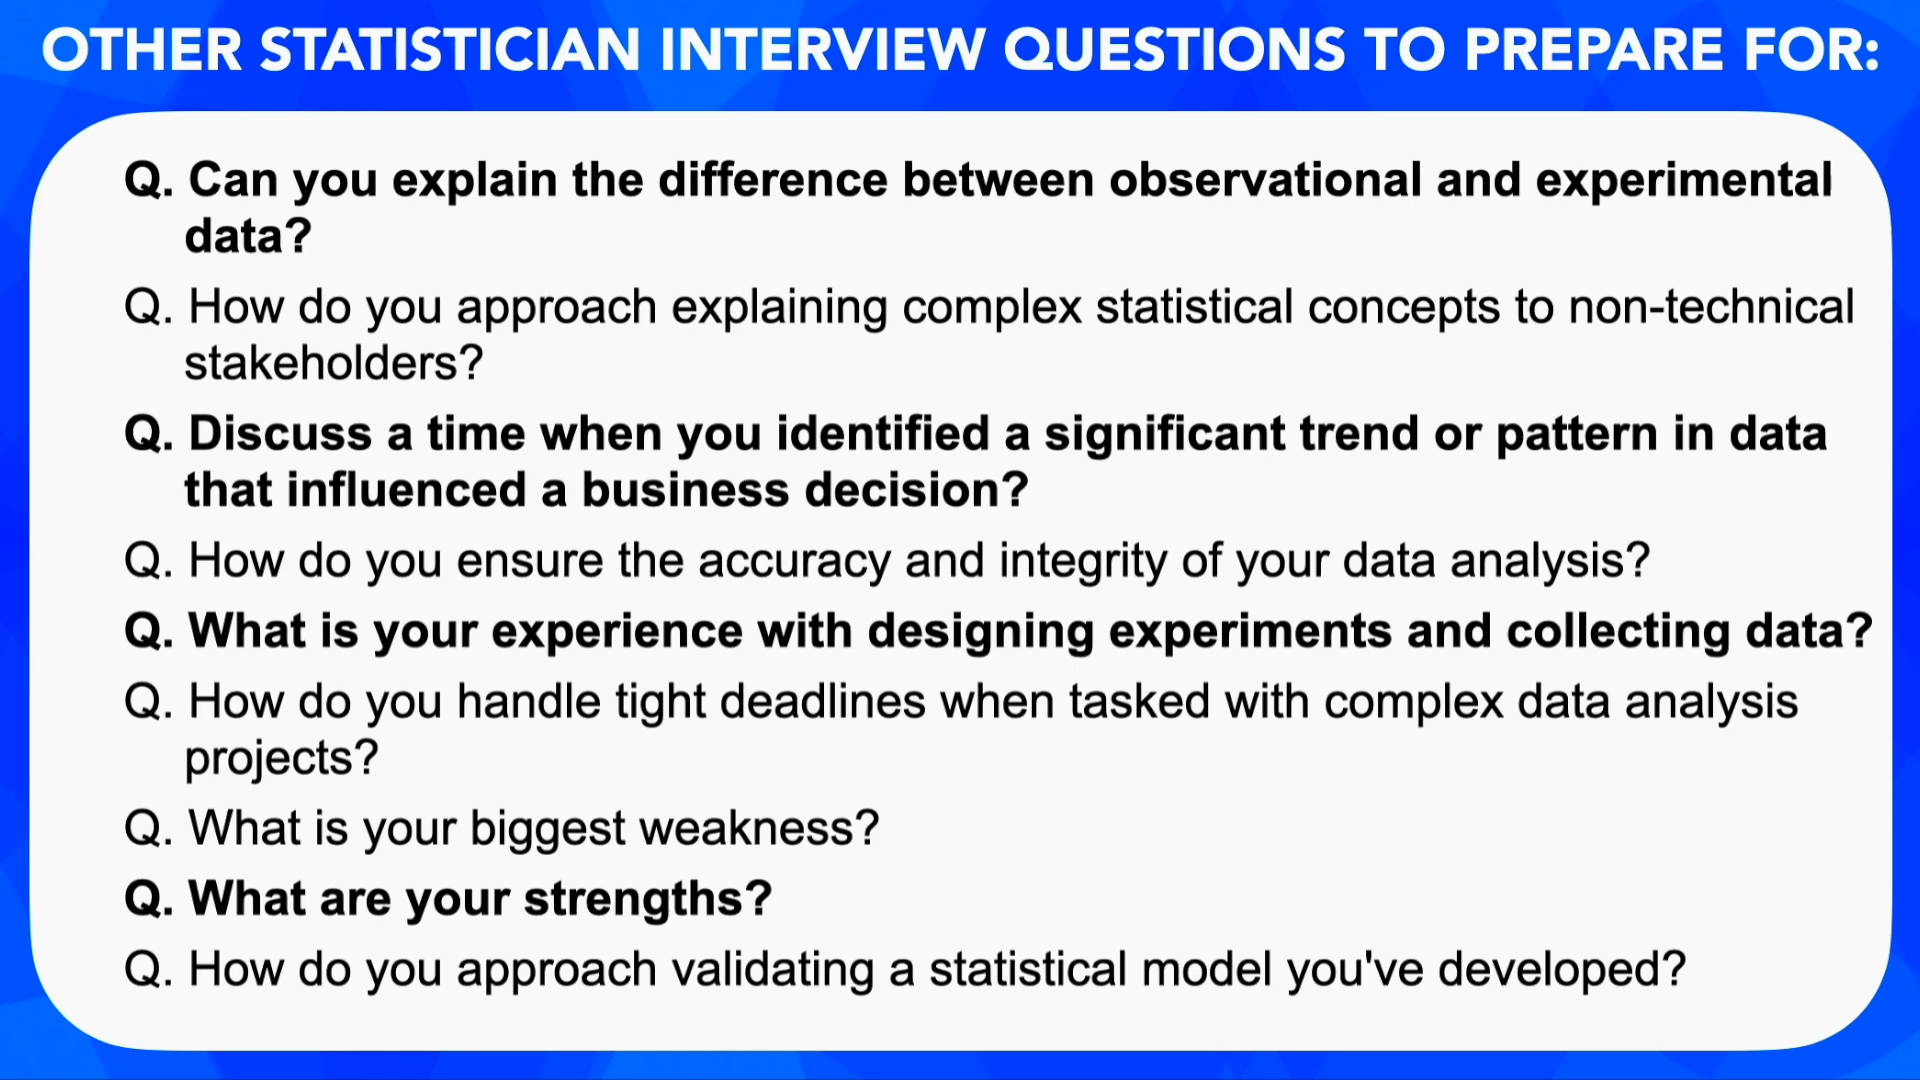 OTHER STATISTICIAN INTERVIEW QUESTIONS TO PREPARE FOR:
Q. Can you explain the difference between observational and experimental
data?
Q. How do you approach explaining complex statistical concepts to non-technical
stakeholders?
Q. Discuss a time when you identified a significant trend or pattern in data
that influenced a business decision?
Q. How do you ensure the accuracy and integrity of your data analysis?
Q. What is your experience with designing experiments and collecting data?
Q. How do you handle tight deadlines when tasked with complex data analysis
projects?
Q. What is your biggest weakness?
Q. What are your strengths?
Q. How do you approach validating a statistical model you've developed?